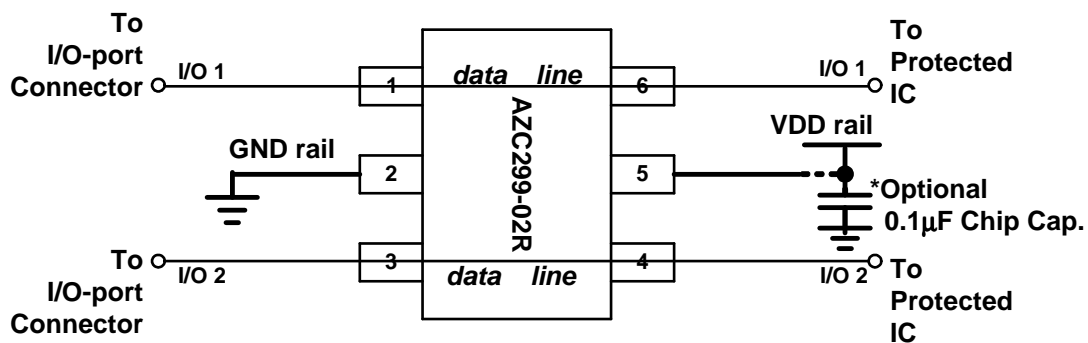 To
I/O-port
Connector
I/O 1
1
data line
6
I/O 1
To
Protected
IC
GND rail
2
AZC299-02R
5
VDD rail
*Optional
0.1μF Chip Cap.
To
I/O-port
Connector
I/O 2
3
data line
4
I/O 2
To
Protected
IC